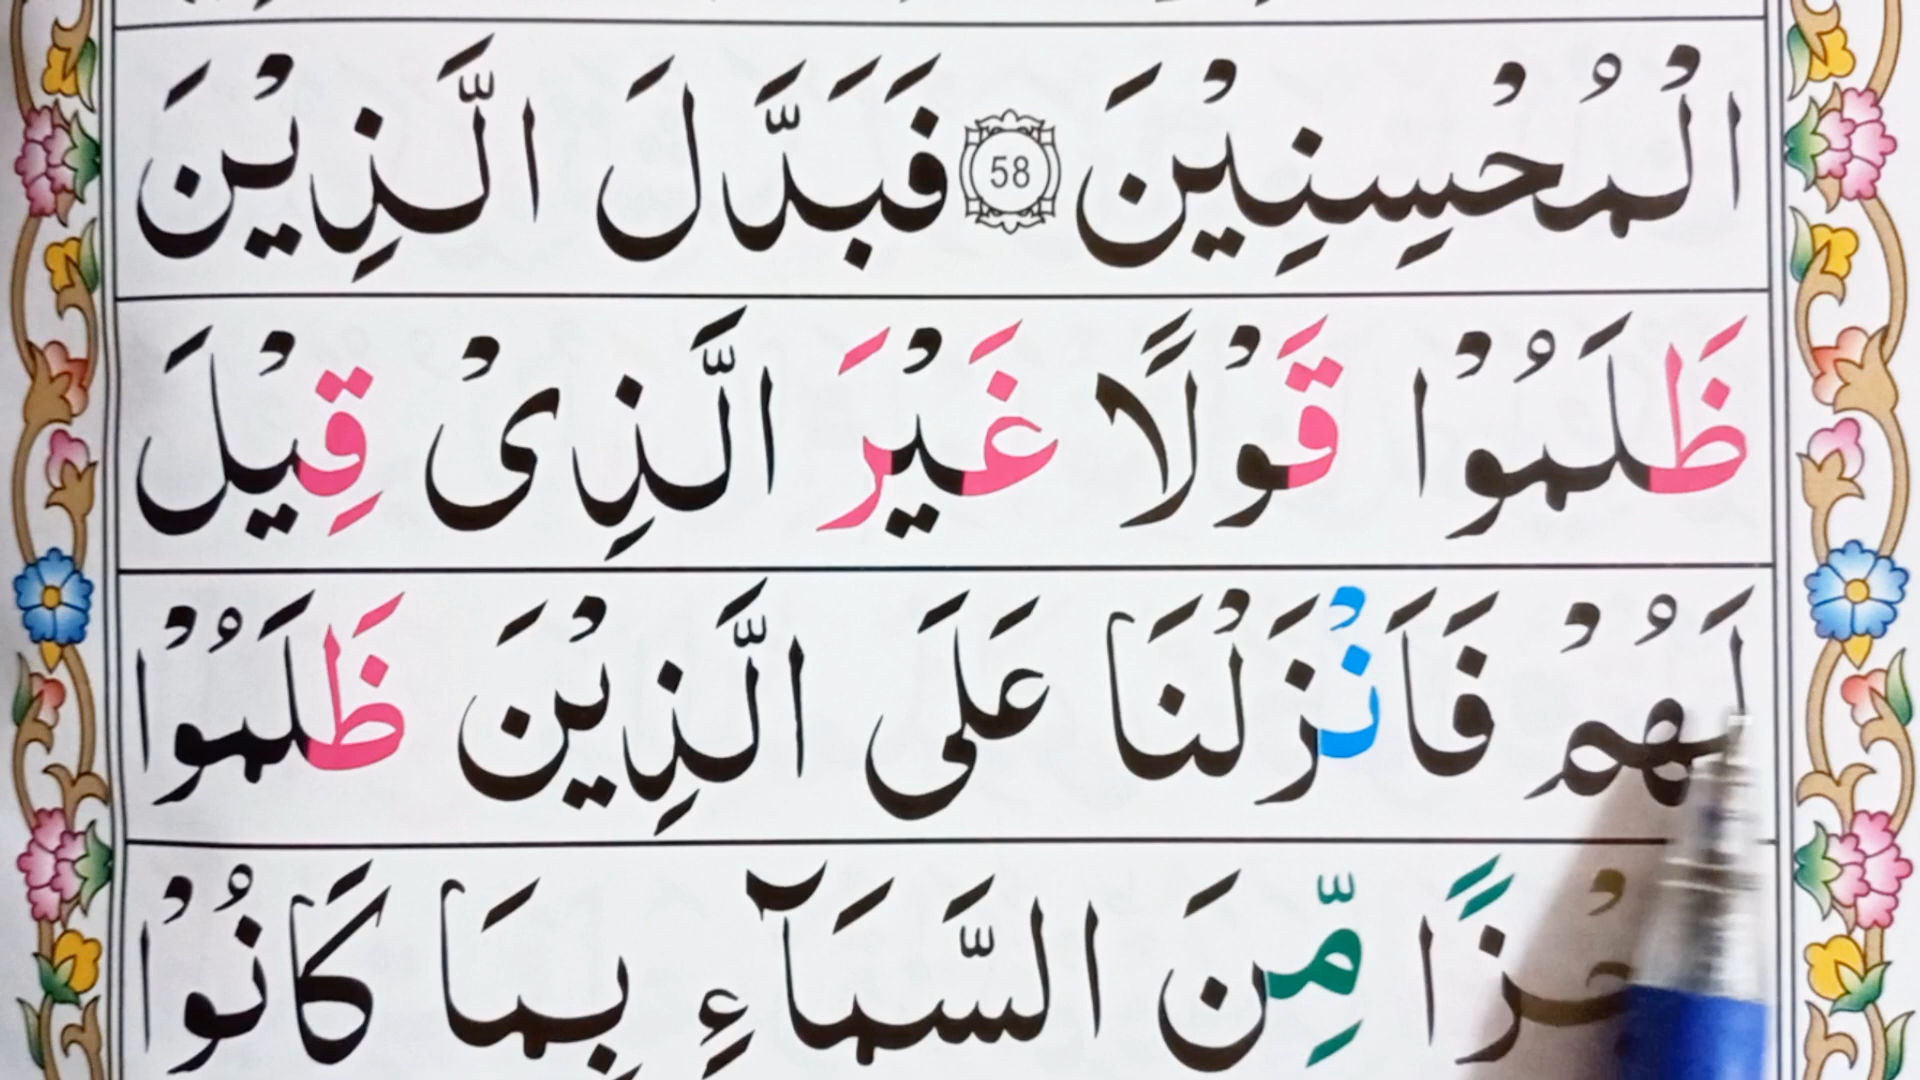 الْمُحْسِنِيْنَ 58 فَبَدَّلَ الَّذِيْنَ
ظَلَمُوْا قَوْلًا غَيْرَ الَّذِىْ قِيْلَ
لَهُمْ فَاَنْزَلْنَا عَلَى الَّذِيْنَ ظَلَمُوْا
مِّنَ السَّمَآءِ بِمَا كَانُوْا